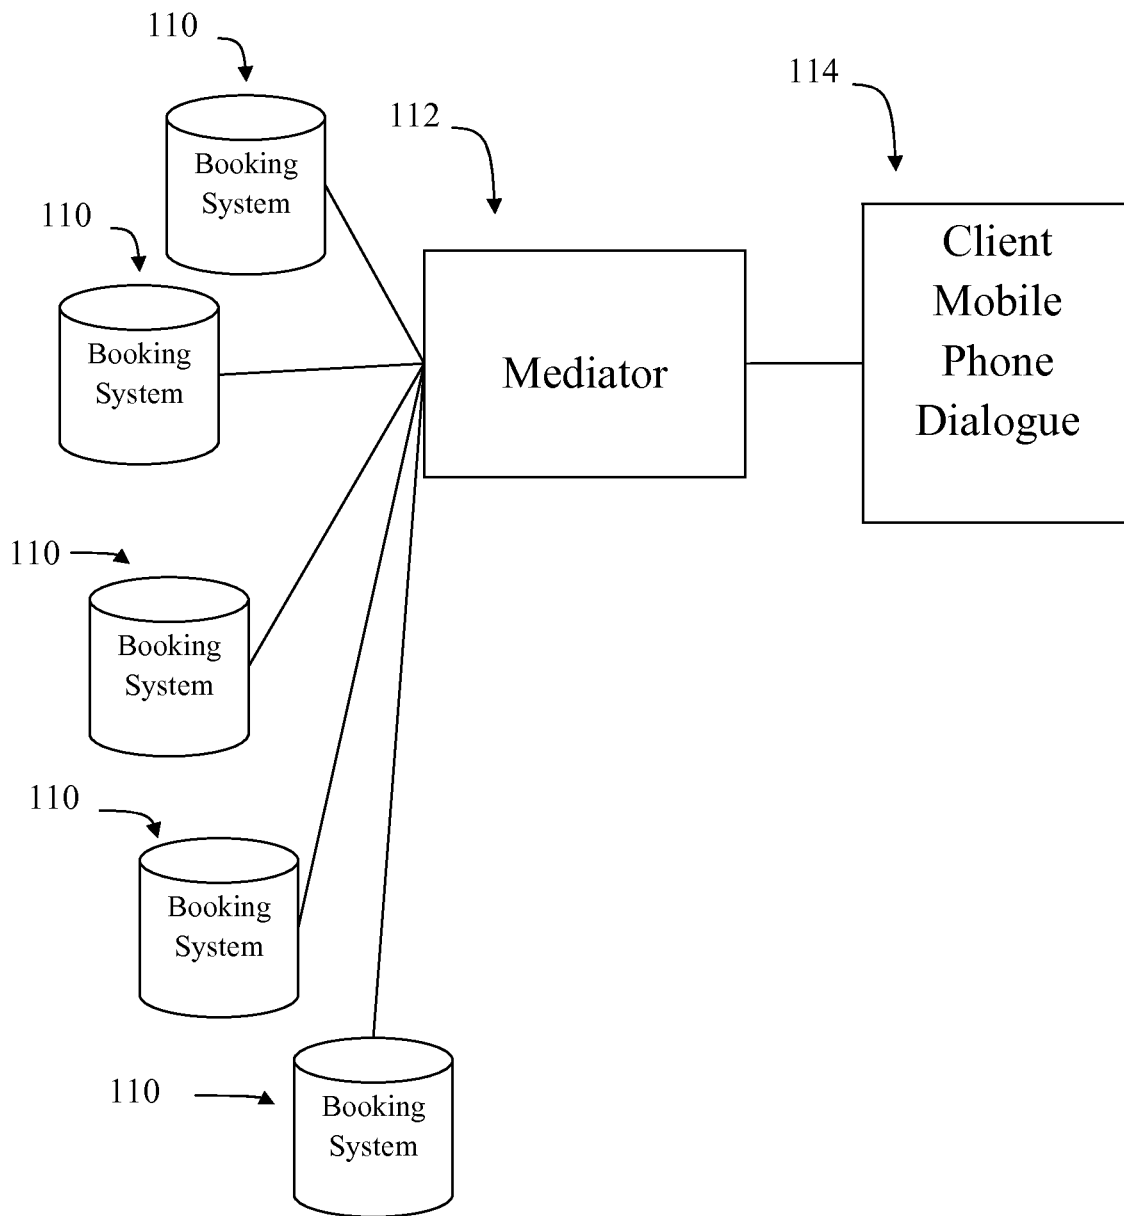 110
114
112
Booking
System
110
Client
Mobile
Phone
Dialogue
Booking
System
Mediator
110
Booking
System
110
Booking
System
110
Booking
System